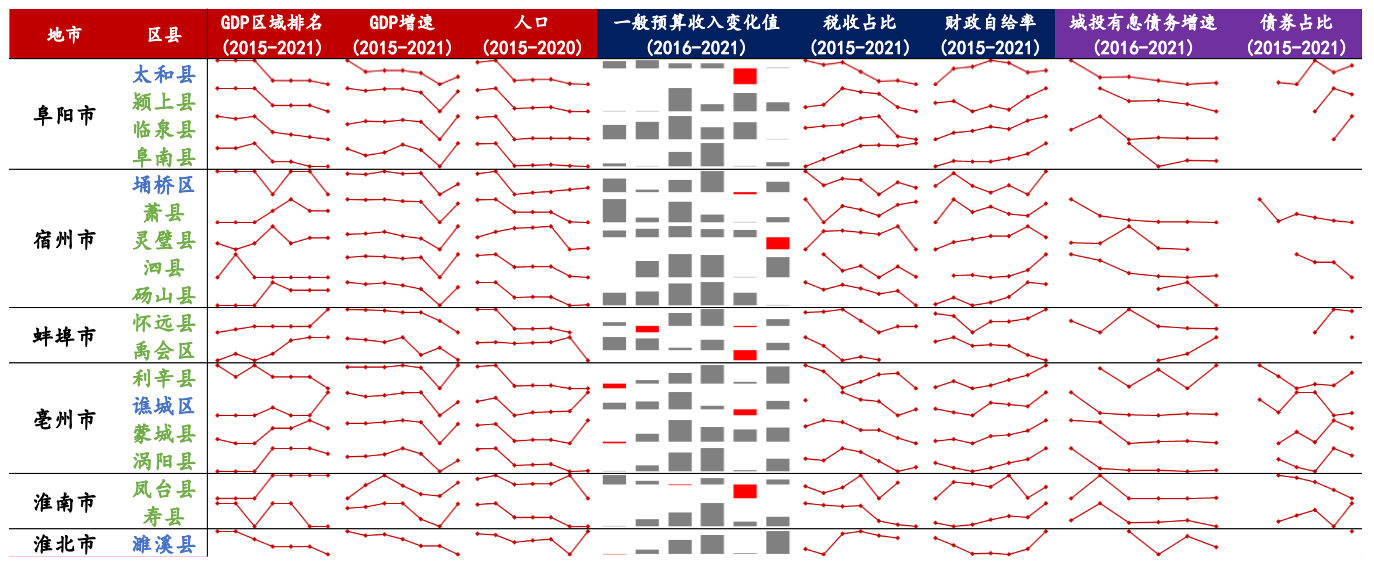 地市 区县 GDP区域排名 GDP增速 人口 一般预算收入变化值 税收占比 财政自给率 城投有息债务增速 债券占比
(2015-2021) (2015-2021) (2015-2020) (2016-2021) (2015-2021) (2015-2021) (2016-2021) (2015-2021)
阜阳市 太和县
颍上县
临泉县
阜南县
宿州市 埇桥区
萧县
灵璧县
泗县
砀山县
蚌埠市 怀远县
禹会区
亳州市 利辛县
谯城区
蒙城县
涡阳县
淮南市 凤台县
寿县
淮北市 濉溪县